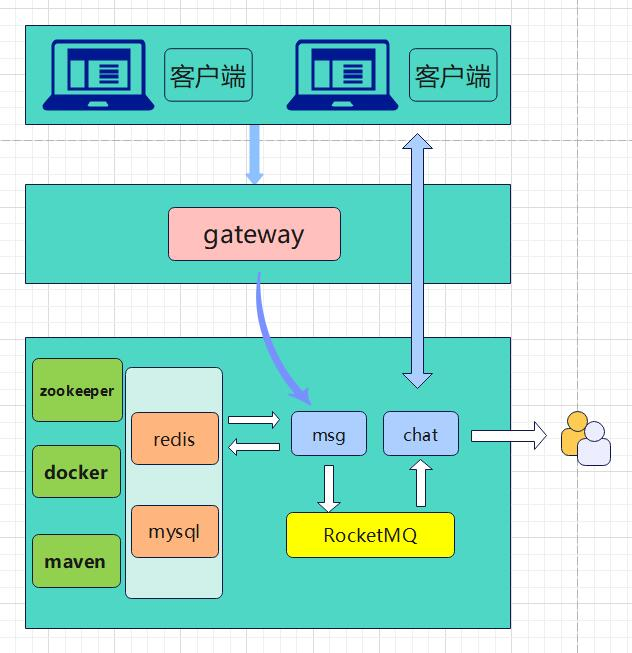 客户端
客户端
gateway
zookeeper
redis
msg
chat
docker
mysql
RocketMQ
maven